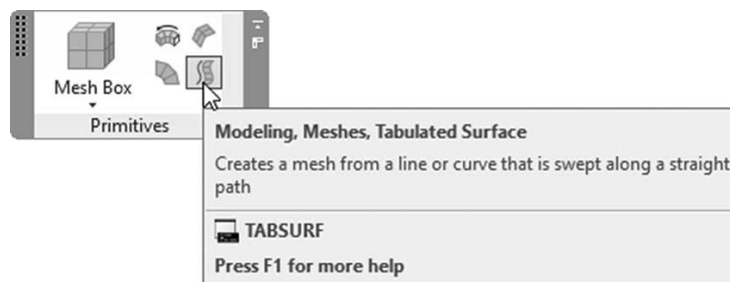 Mesh Box
Primitives
Modeling, Meshes, Tabulated Surface
Creates a mesh from a line or curve that is swept along a straight
path
TABSURF
Press F1 for more help